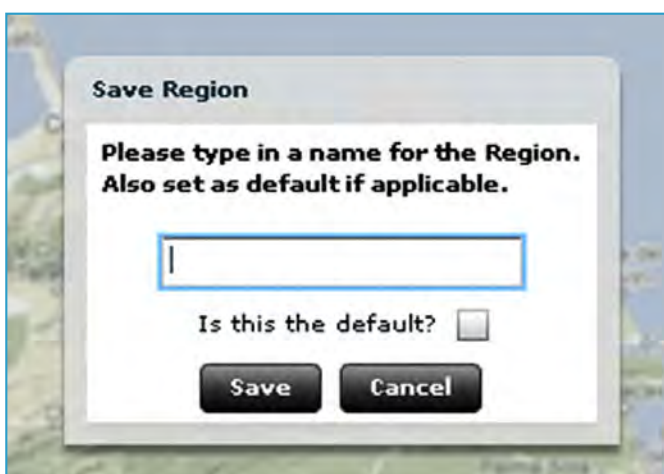 Save Region
Please type in a name for the Region.
Also set as default if applicable.
Is this the default?
Save
Cancel